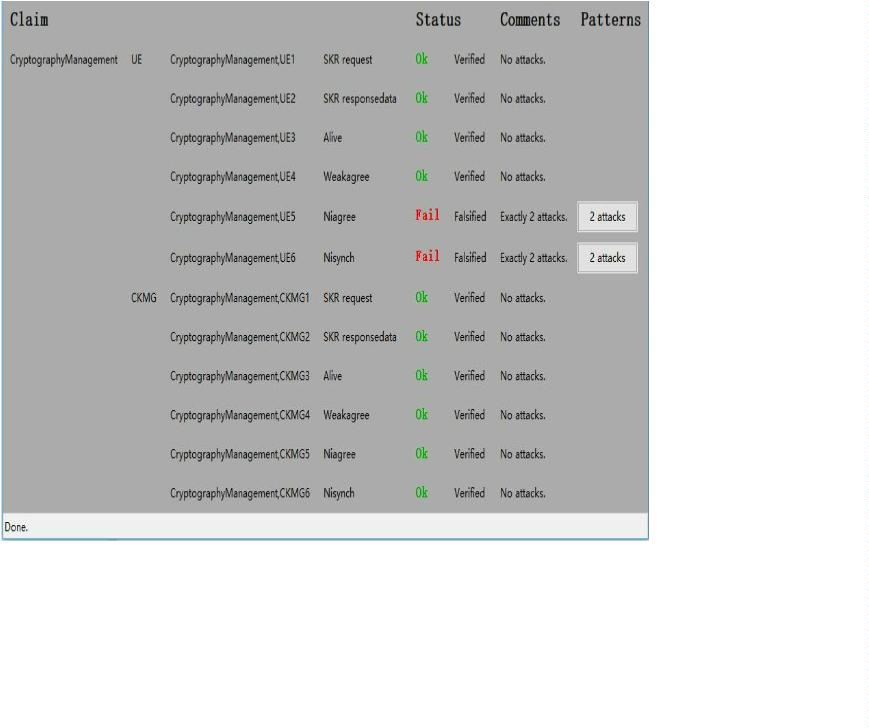 Claim Status Comments Patterns
CryptographyManagement UE CryptographyManagement,UE1 SKR request Ok Verified No attacks.
CryptographyManagement,UE2 SKR responsedata Ok Verified No attacks.
CryptographyManagement,UE3 Alive Ok Verified No attacks.
CryptographyManagement,UE4 Weakagree Ok Verified No attacks.
CryptographyManagement,UE5 Niagree Fail Falsified Exactly 2 attacks. 2 attacks
CryptographyManagement,UE6 Nisynch Fail Falsified Exactly 2 attacks. 2 attacks
CKMG CryptographyManagement,CKMG1 SKR request Ok Verified No attacks.
CryptographyManagement,CKMG2 SKR responsedata Ok Verified No attacks.
CryptographyManagement,CKMG3 Alive Ok Verified No attacks.
CryptographyManagement,CKMG4 Weakagree Ok Verified No attacks.
CryptographyManagement,CKMG5 Niagree Ok Verified No attacks.
CryptographyManagement,CKMG6 Nisynch Ok Verified No attacks.
Done.